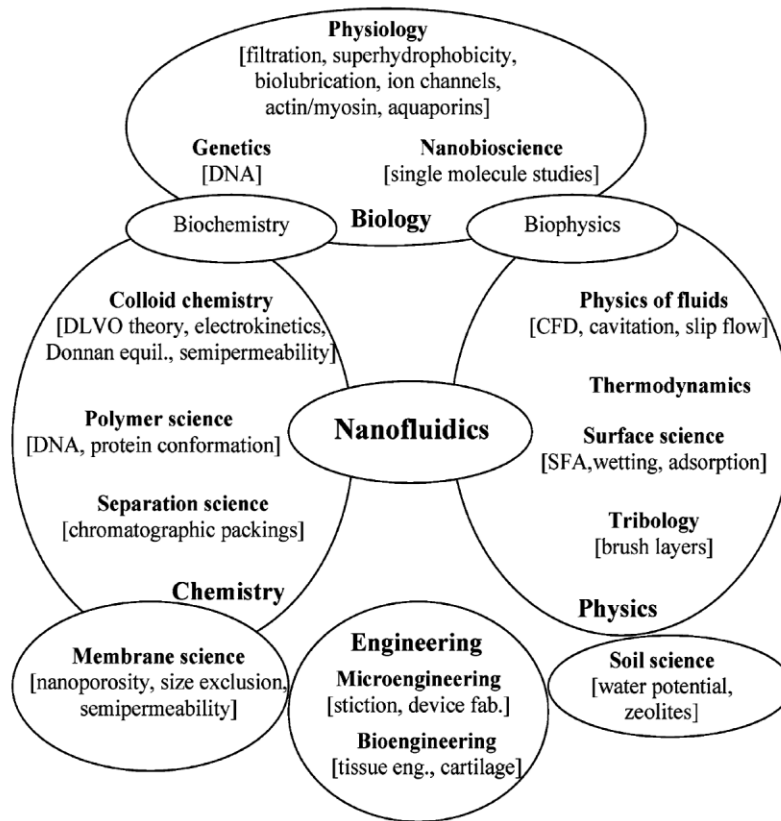 Physiology
[filtration, superhydrophobicity,
biolubrication, ion channels,
actin/myosin, aquaporins]
Genetics
[DNA]
Nanobioscience
[single molecule studies]
Biochemistry
Biology
Biophysics
Colloid chemistry
[DLVO theory, electrokinetics,
Donnan equil., semipermeability]
Polymer science
[DNA, protein conformation]
Separation science
[chromatographic packings]
Chemistry
Nanofluidics
Physics of fluids
[CFD, cavitation, slip flow]
Thermodynamics
Surface science
[SFA,wetting, adsorption]
Tribology
[brush layers]
Physics
Membrane science
[nanoporosity, size exclusion,
semipermeability]
Engineering
Microengineering
[stiction, device fab.]
Bioengineering
[tissue eng., cartilage]
Soil science
[water potential,
zeolites]